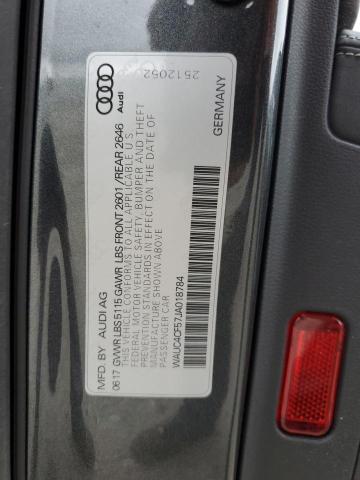 2512052
Audi
GERMANY
MFD. BY AUDI AG
06 17 GVWR LBS 5115 GAWR LBS FRONT 2601/REAR 2646
THIS VEHICLE CONFORMS TO ALL APPLICABLE U.S.
FEDERAL MOTOR VEHICLE SAFETY, BUMPER AND THEFT
PREVENTION STANDARDS IN EFFECT ON THE DATE OF
MANUFACTURE SHOWN ABOVE.
PASSENGER CAR
WAUC4CF57JA018784